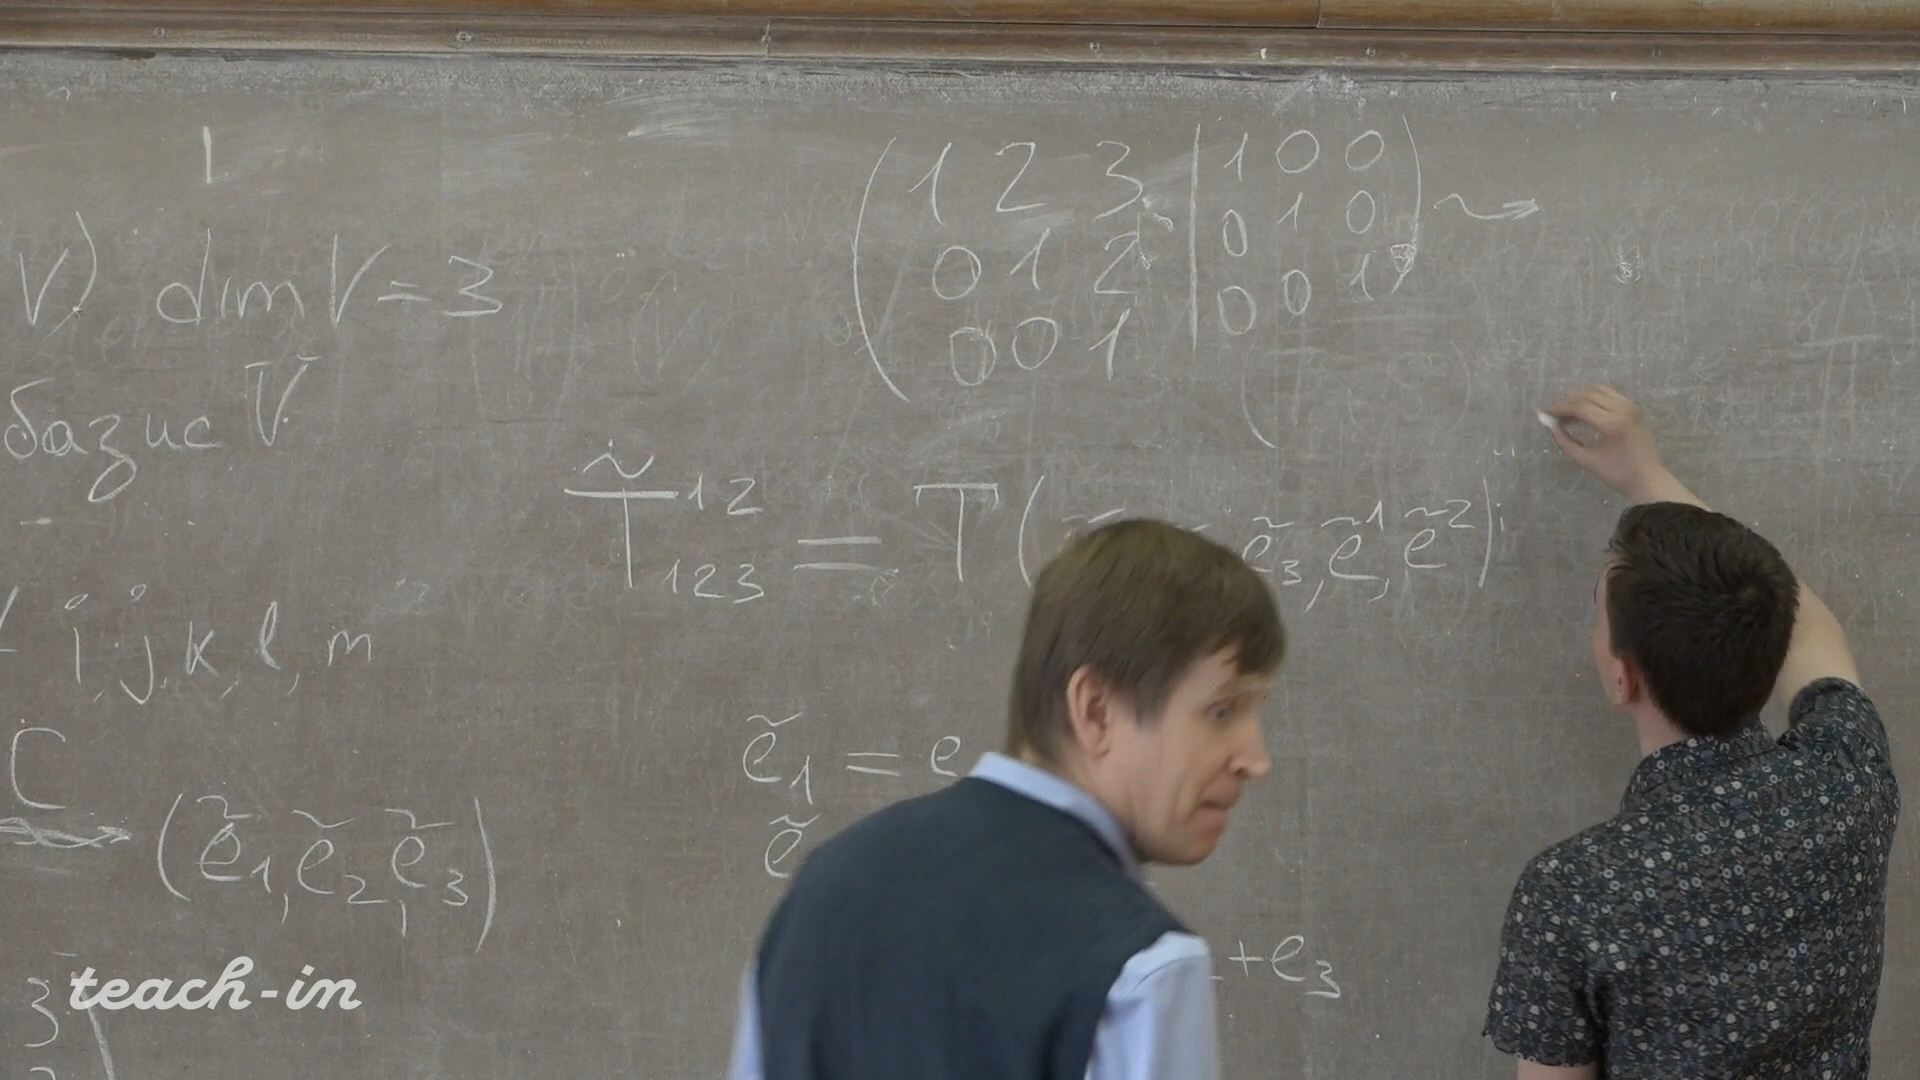 V) dim V = 3
базис V
i, j, k, l, m
C
(ẽ₁, ẽ₂, ẽ₃)
3
( 1 2 3 | 1 0 0 )
( 0 1 2 | 0 1 0 ) ⇝
( 0 0 1 | 0 0 1 )
T̃¹²₁₂₃ = T( ẽ₃, ẽ¹, ẽ²)
ẽ₁ = e
ẽ
+e₃
teach-in